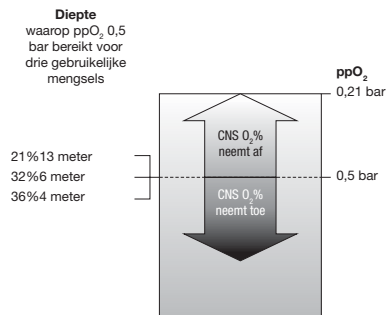 Diepte
waarop ppO₂ 0,5
bar bereikt voor
drie gebruikelijke
mengsels
ppO₂
0,21 bar
CNS O₂%
neemt af
21%13 meter
32%6 meter
36%4 meter
0,5 bar
CNS O₂%
neemt toe